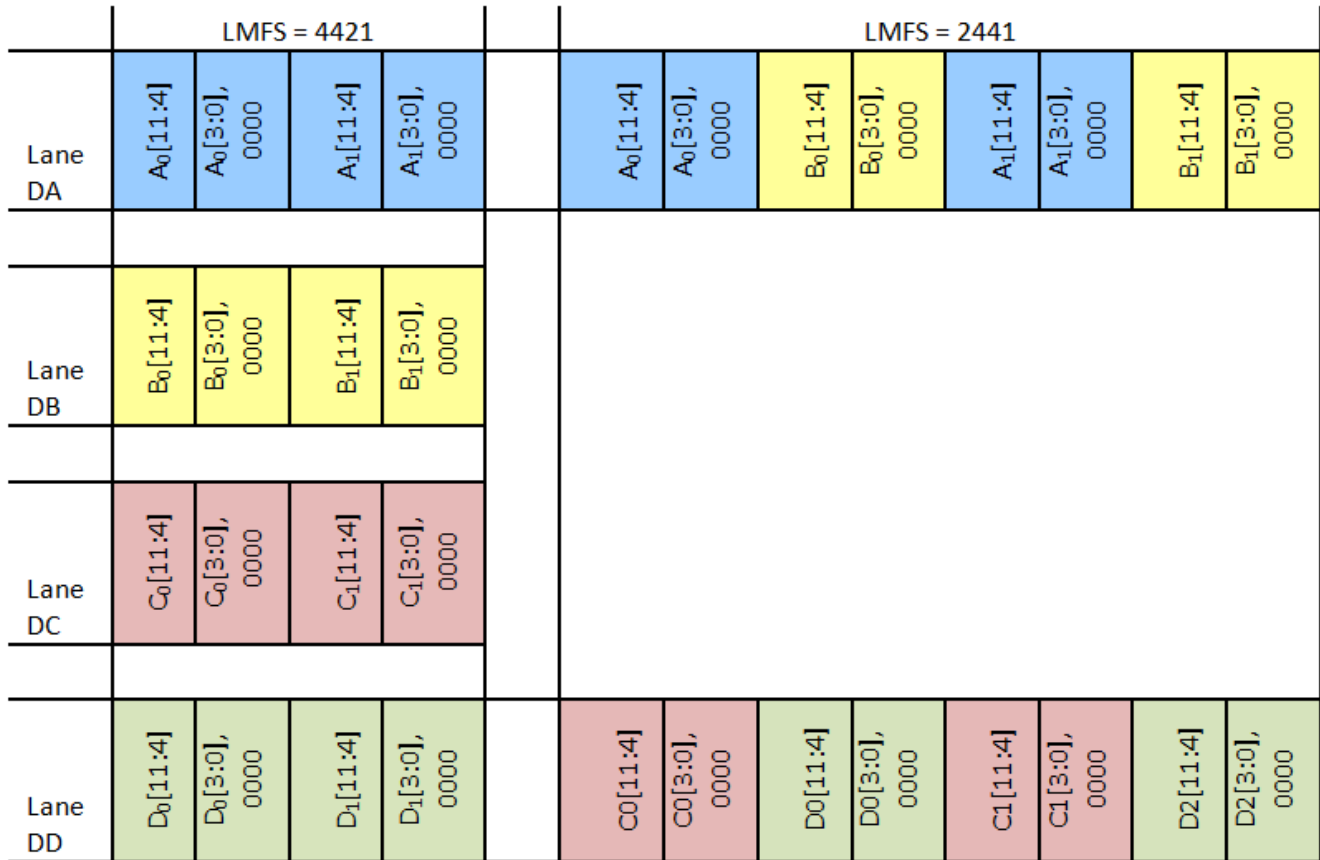 LMFS = 4421
LMFS = 2441
Lane
DA
A₀[11:4]
A₀[3:0],
0000
A₁[11:4]
A₁[3:0],
0000
A₀[11:4]
A₀[3:0],
0000
B₀[11:4]
B₀[3:0],
0000
A₁[11:4]
A₁[3:0],
0000
B₁[11:4]
B₁[3:0],
0000
Lane
DB
B₀[11:4]
B₀[3:0],
0000
B₁[11:4]
B₁[3:0],
0000
Lane
DC
C₀[11:4]
C₀[3:0],
0000
C₁[11:4]
C₁[3:0],
0000
Lane
DD
D₀[11:4]
D₀[3:0],
0000
D₁[11:4]
D₁[3:0],
0000
C0[11:4]
C0[3:0],
0000
D0[11:4]
D0[3:0],
0000
C1[11:4]
C1[3:0],
0000
D2[11:4]
D2[3:0],
0000